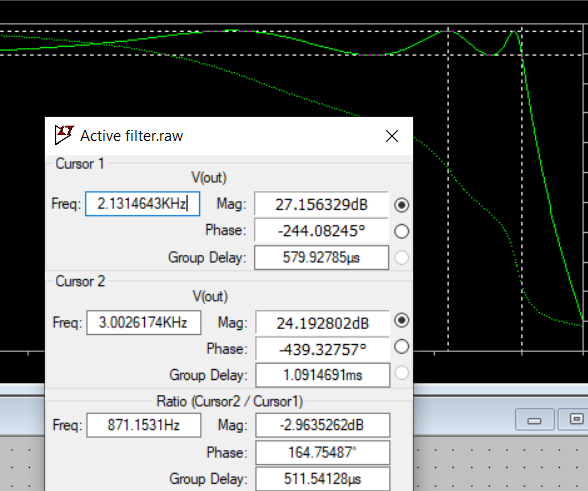 Active filter.raw
Cursor 1
V(out)
Freq: 2.1314643KHz Mag: 27.156329dB
Phase: -244.08245°
Group Delay: 579.92785µs
Cursor 2
V(out)
Freq: 3.0026174KHz Mag: 24.192802dB
Phase: -439.32757°
Group Delay: 1.0914691ms
Ratio (Cursor2 / Cursor1)
Freq: 871.1531Hz Mag: -2.9635262dB
Phase: 164.75487°
Group Delay: 511.54128µs